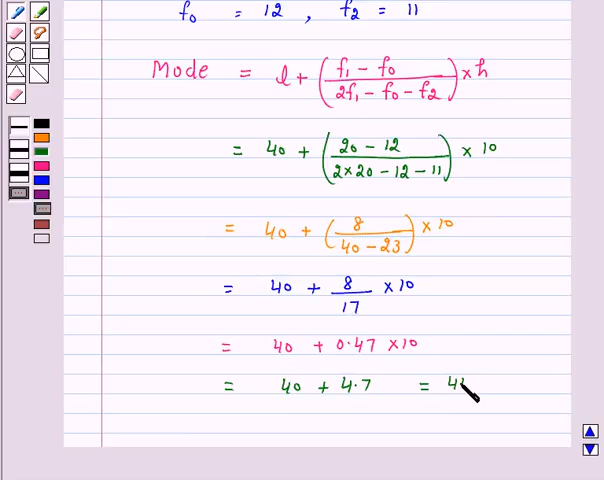 f₀ = 12 , f₂ = 11
Mode = l + ( (f₁ - f₀) / (2f₁ - f₀ - f₂) ) × h
= 40 + ( (20 - 12) / (2×20 - 12 - 11) ) × 10
= 40 + ( 8 / (40 - 23) ) × 10
= 40 + 8 / 17 × 10
= 40 + 0.47 × 10
= 40 + 4.7 =